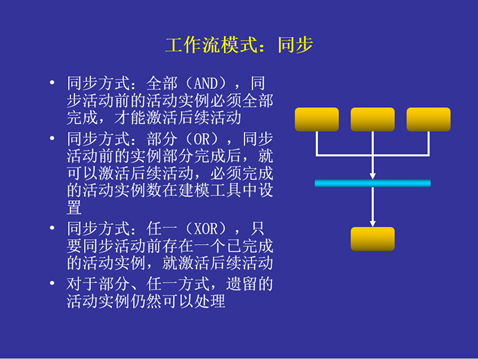 工作流模式：同步
• 同步方式：全部（AND），同
步活动前的活动实例必须全部
完成，才能激活后续活动
• 同步方式：部分（OR），同步
活动前的实例部分完成后，就
可以激活后续活动，必须完成
的活动实例数在建模工具中设
置
• 同步方式：任一（XOR），只
要同步活动前存在一个已完成
的活动实例，就激活后续活动
• 对于部分、任一方式，遗留的
活动实例仍然可以处理